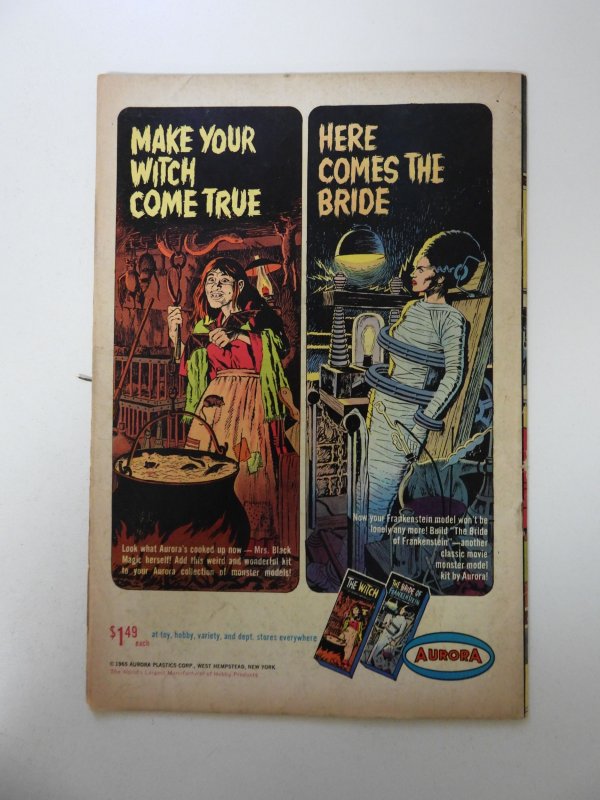 MAKE YOUR
WITCH
COME TRUE
Look what Aurora's cooked up now — Mrs. Black
Magic herself! Add this weird and wonderful kit
to your Aurora collection of monster models!
HERE
COMES THE
BRIDE
Now your Frankenstein model won't be
lonely any more! Build "The Bride
of Frankenstein"—another
classic movie
monster model
kit by Aurora!
$1.49 each at toy, hobby, variety, and dept. stores everywhere
THE WITCH
THE BRIDE OF
FRANKENSTEIN
AURORA
© 1965 AURORA PLASTICS CORP., WEST HEMPSTEAD, NEW YORK
The World's Largest Manufacturer of Hobby Products